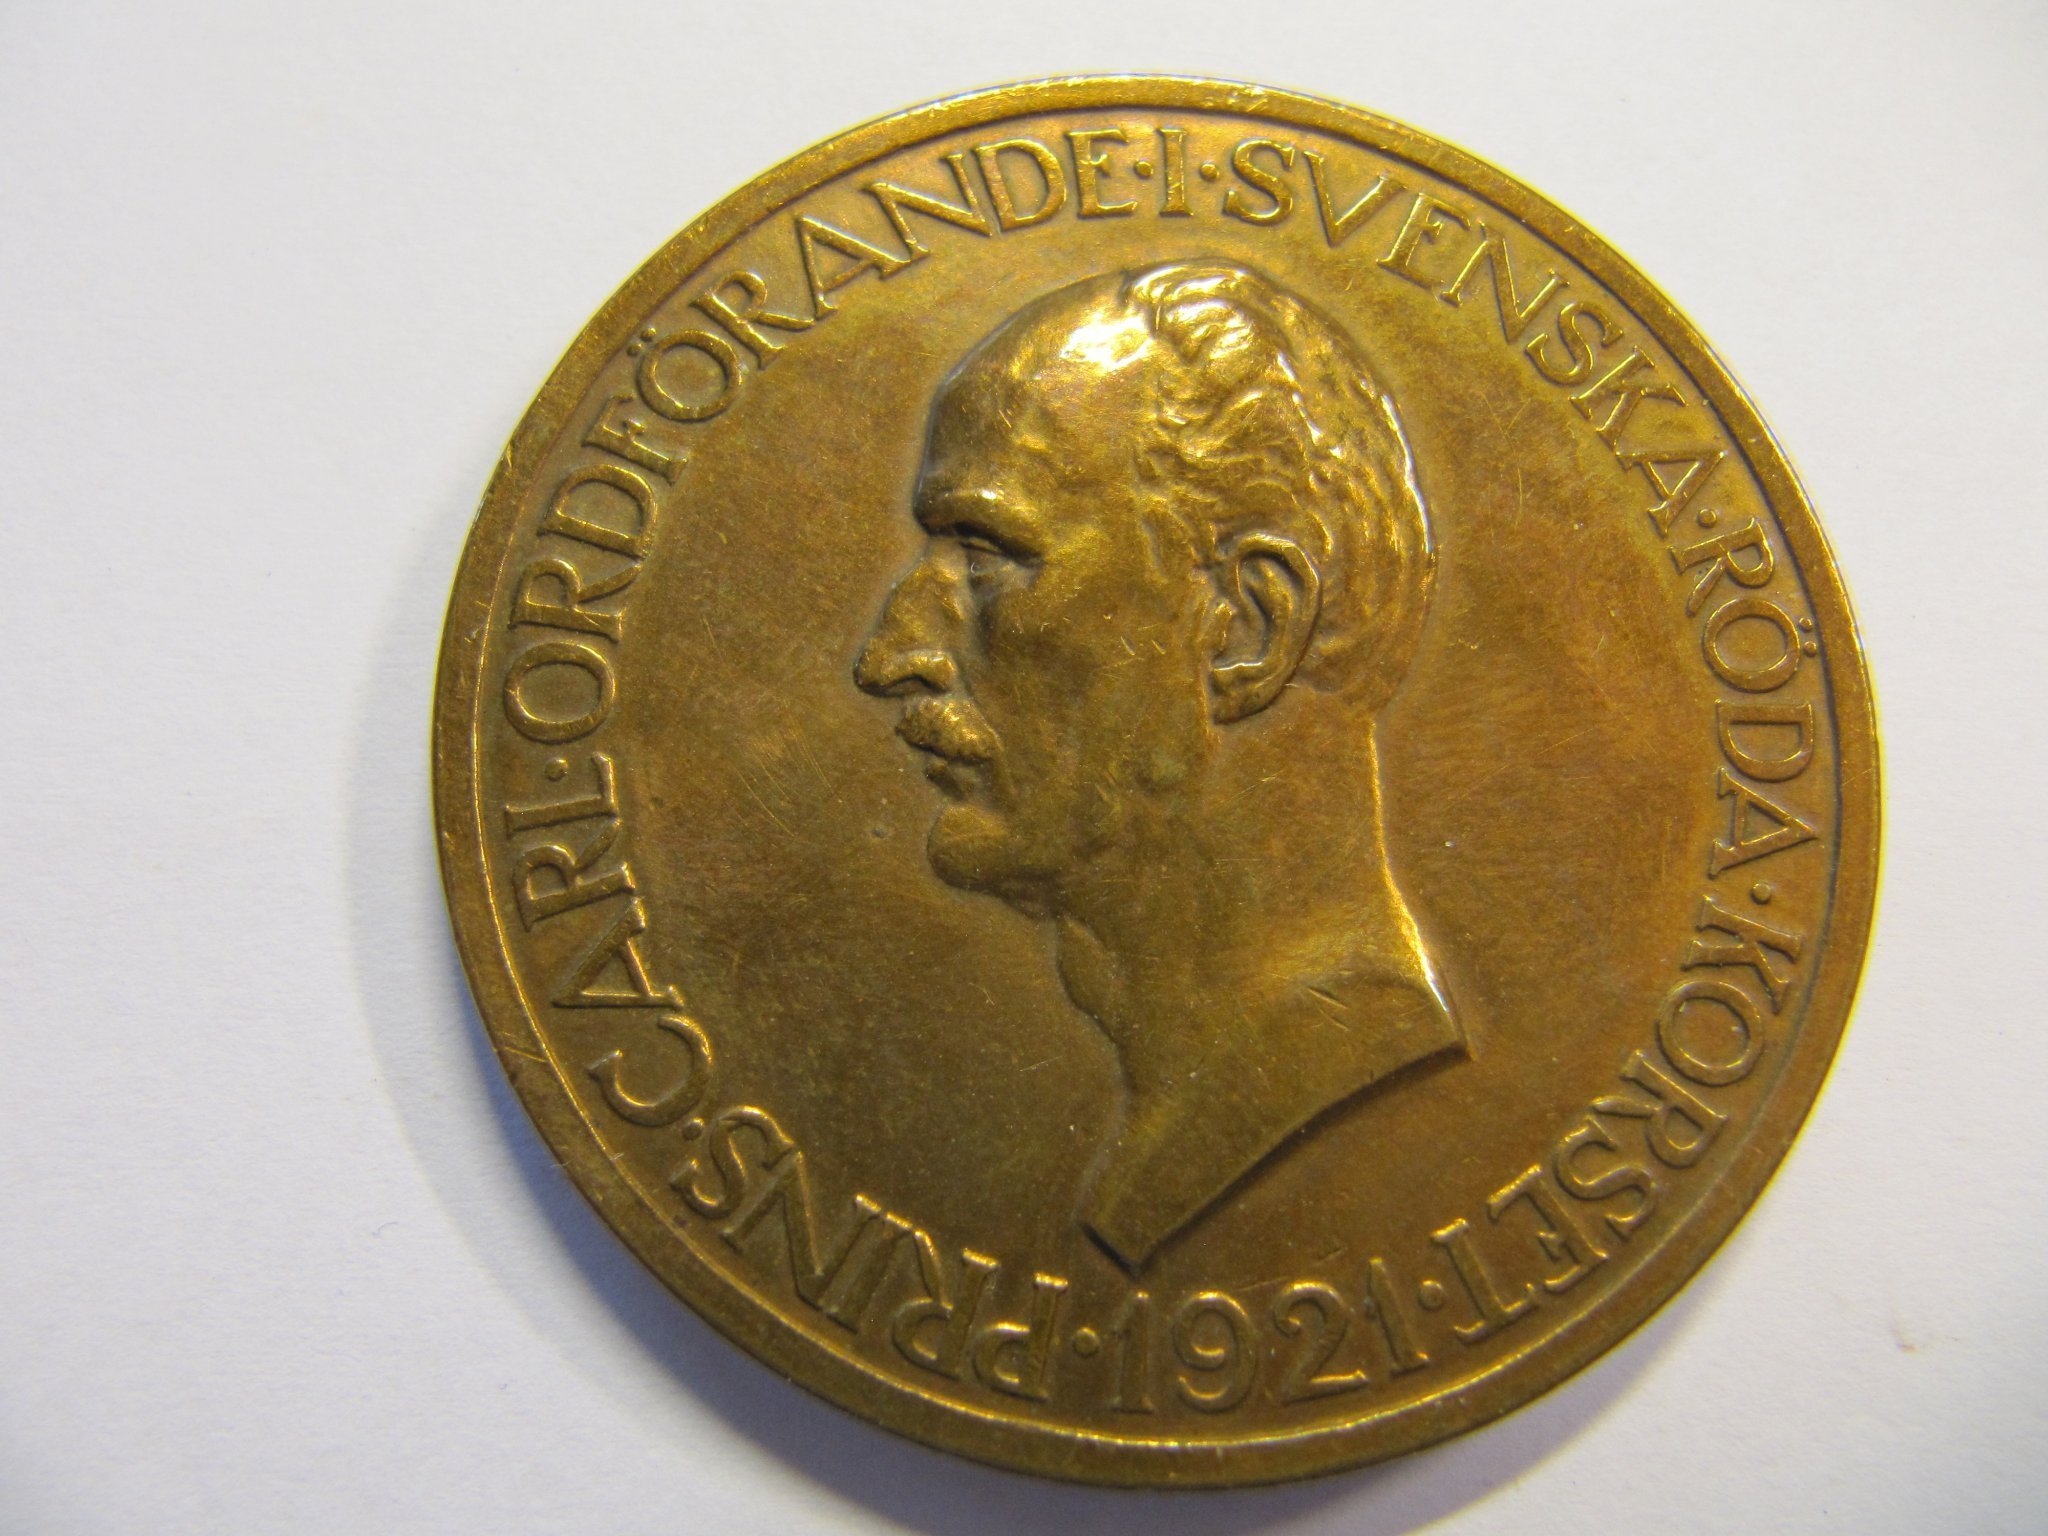 PRINS·CARL·ORDFÖRANDE·I·SVENSKA·RÖDA·KORSET·
1921·